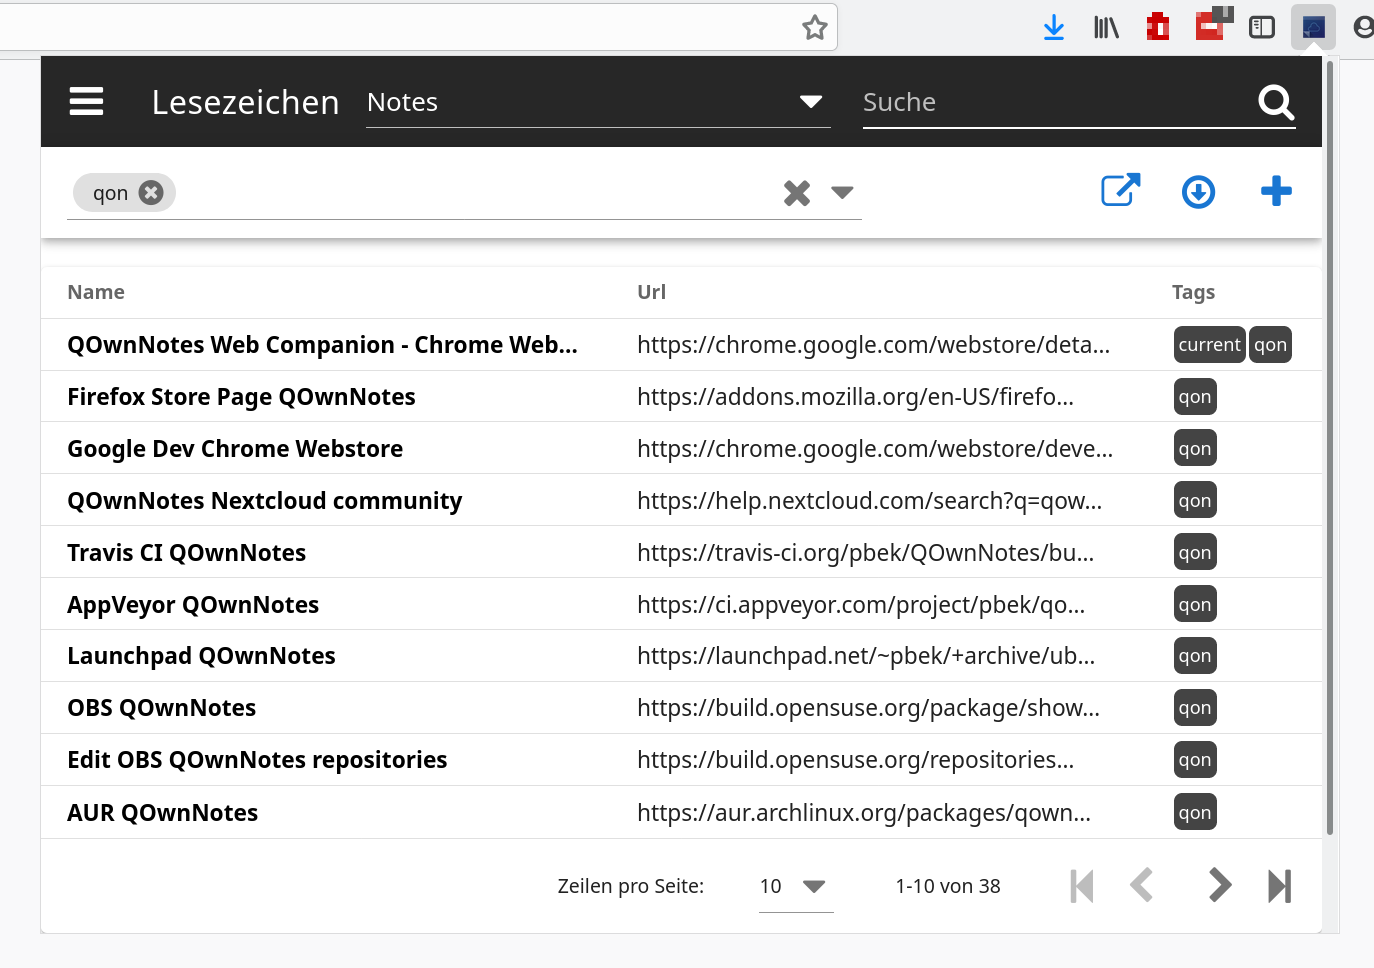 Lesezeichen Notes Suche
qon
Name Url Tags
QOwnNotes Web Companion - Chrome Web... https://chrome.google.com/webstore/deta... current qon
Firefox Store Page QOwnNotes https://addons.mozilla.org/en-US/firefo... qon
Google Dev Chrome Webstore https://chrome.google.com/webstore/deve... qon
QOwnNotes Nextcloud community https://help.nextcloud.com/search?q=qow... qon
Travis CI QOwnNotes https://travis-ci.org/pbek/QOwnNotes/bu... qon
AppVeyor QOwnNotes https://ci.appveyor.com/project/pbek/qo... qon
Launchpad QOwnNotes https://launchpad.net/~pbek/+archive/ub... qon
OBS QOwnNotes https://build.opensuse.org/package/show... qon
Edit OBS QOwnNotes repositories https://build.opensuse.org/repositories... qon
AUR QOwnNotes https://aur.archlinux.org/packages/qown... qon
Zeilen pro Seite: 10 1-10 von 38